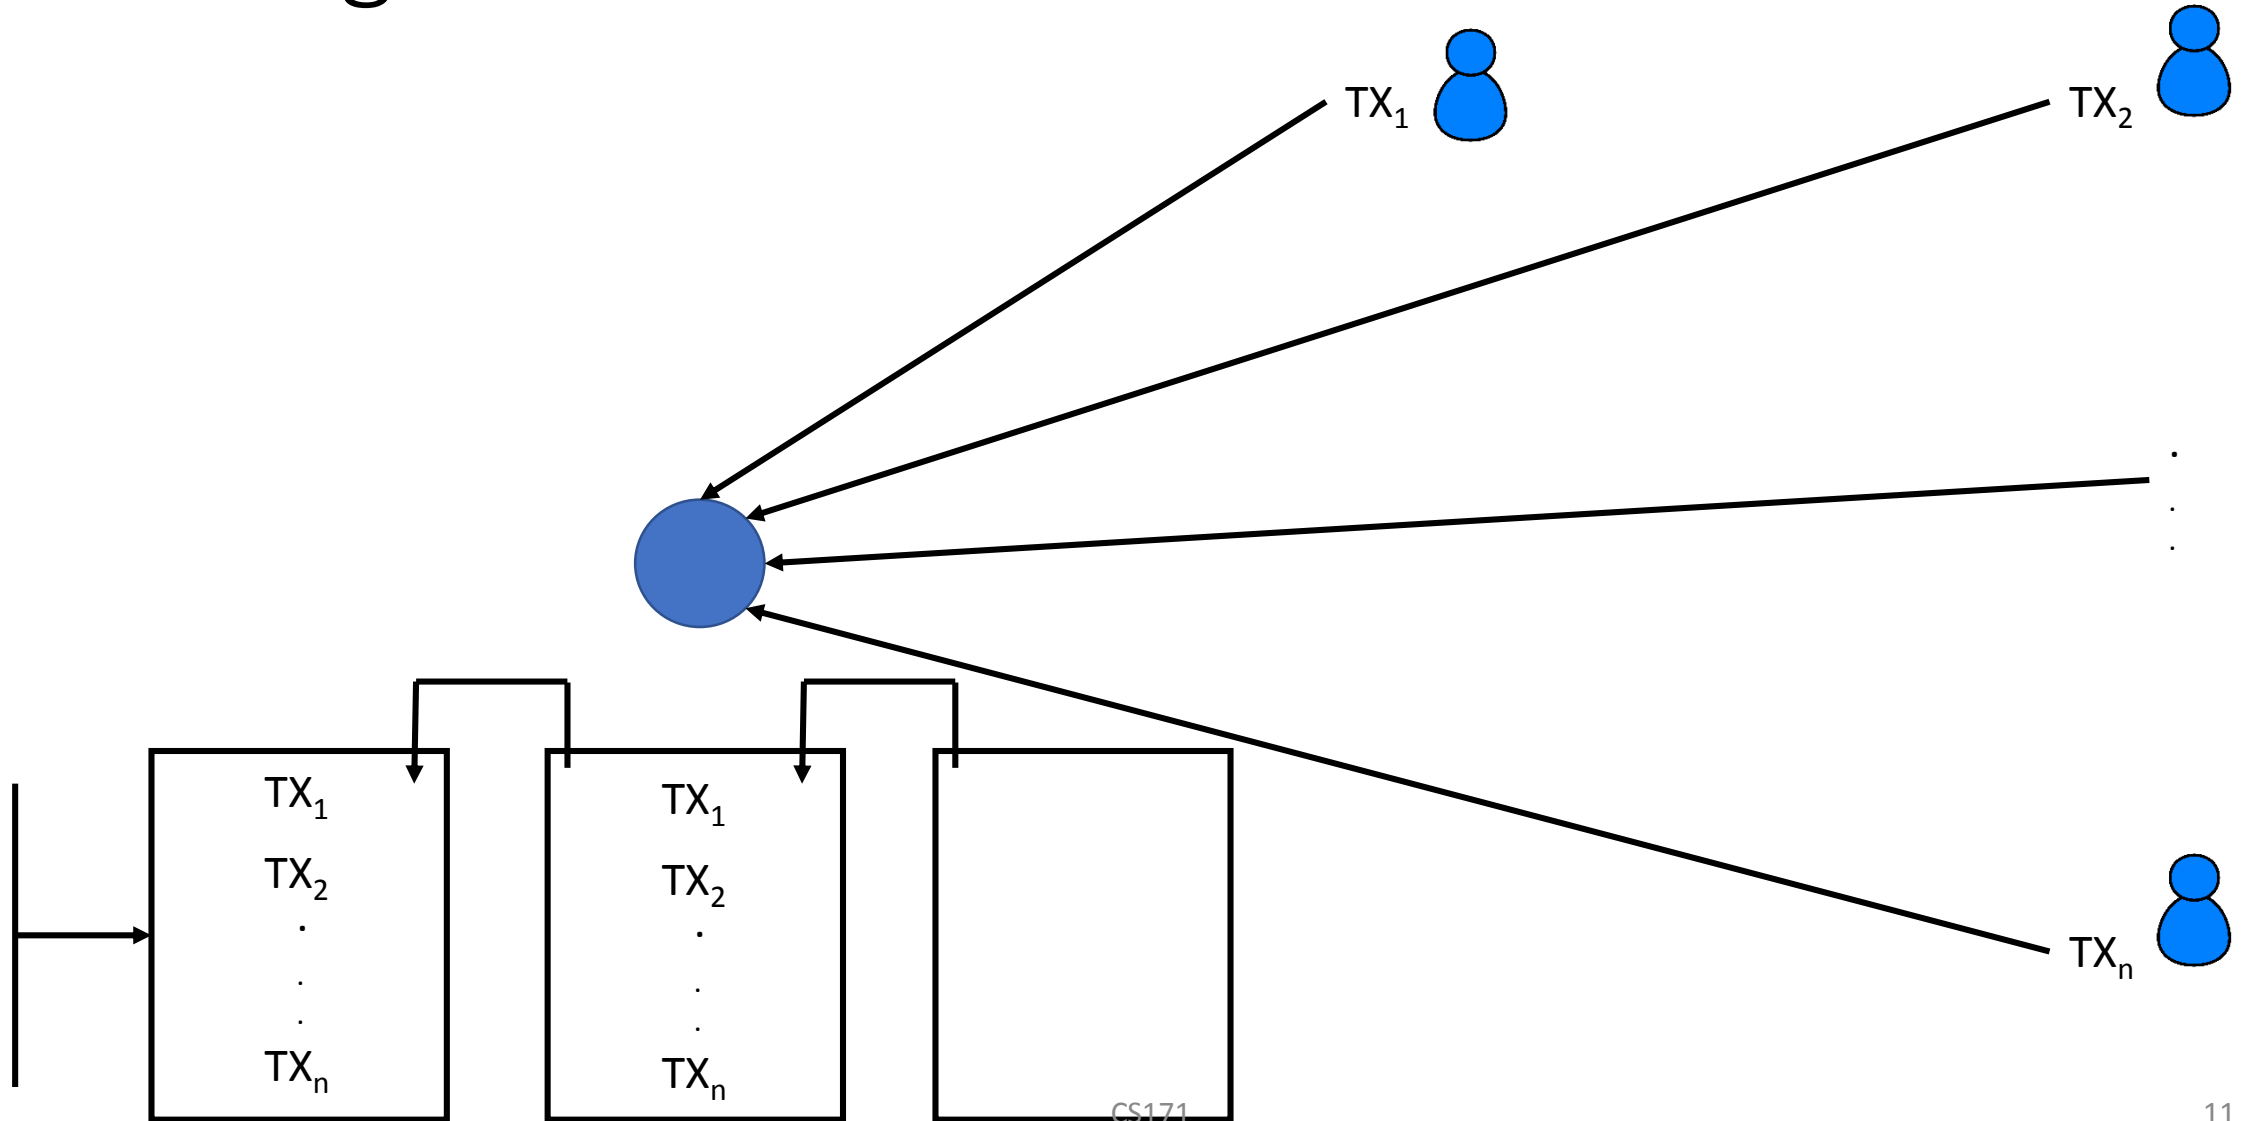 TX1
TX2
.
.
.
TXn
TX1
TX2
.
.
.
TXn
TX1
TX2
.
.
.
TXn
CS171
11